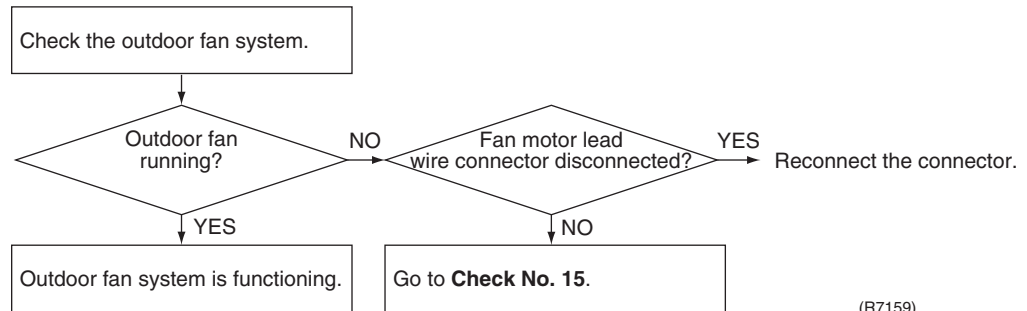 Check the outdoor fan system.
Outdoor fan
running?
NO
Fan motor lead
wire connector disconnected?
YES
Reconnect the connector.
YES
NO
Outdoor fan system is functioning.
Go to Check No. 15.
(R7159)